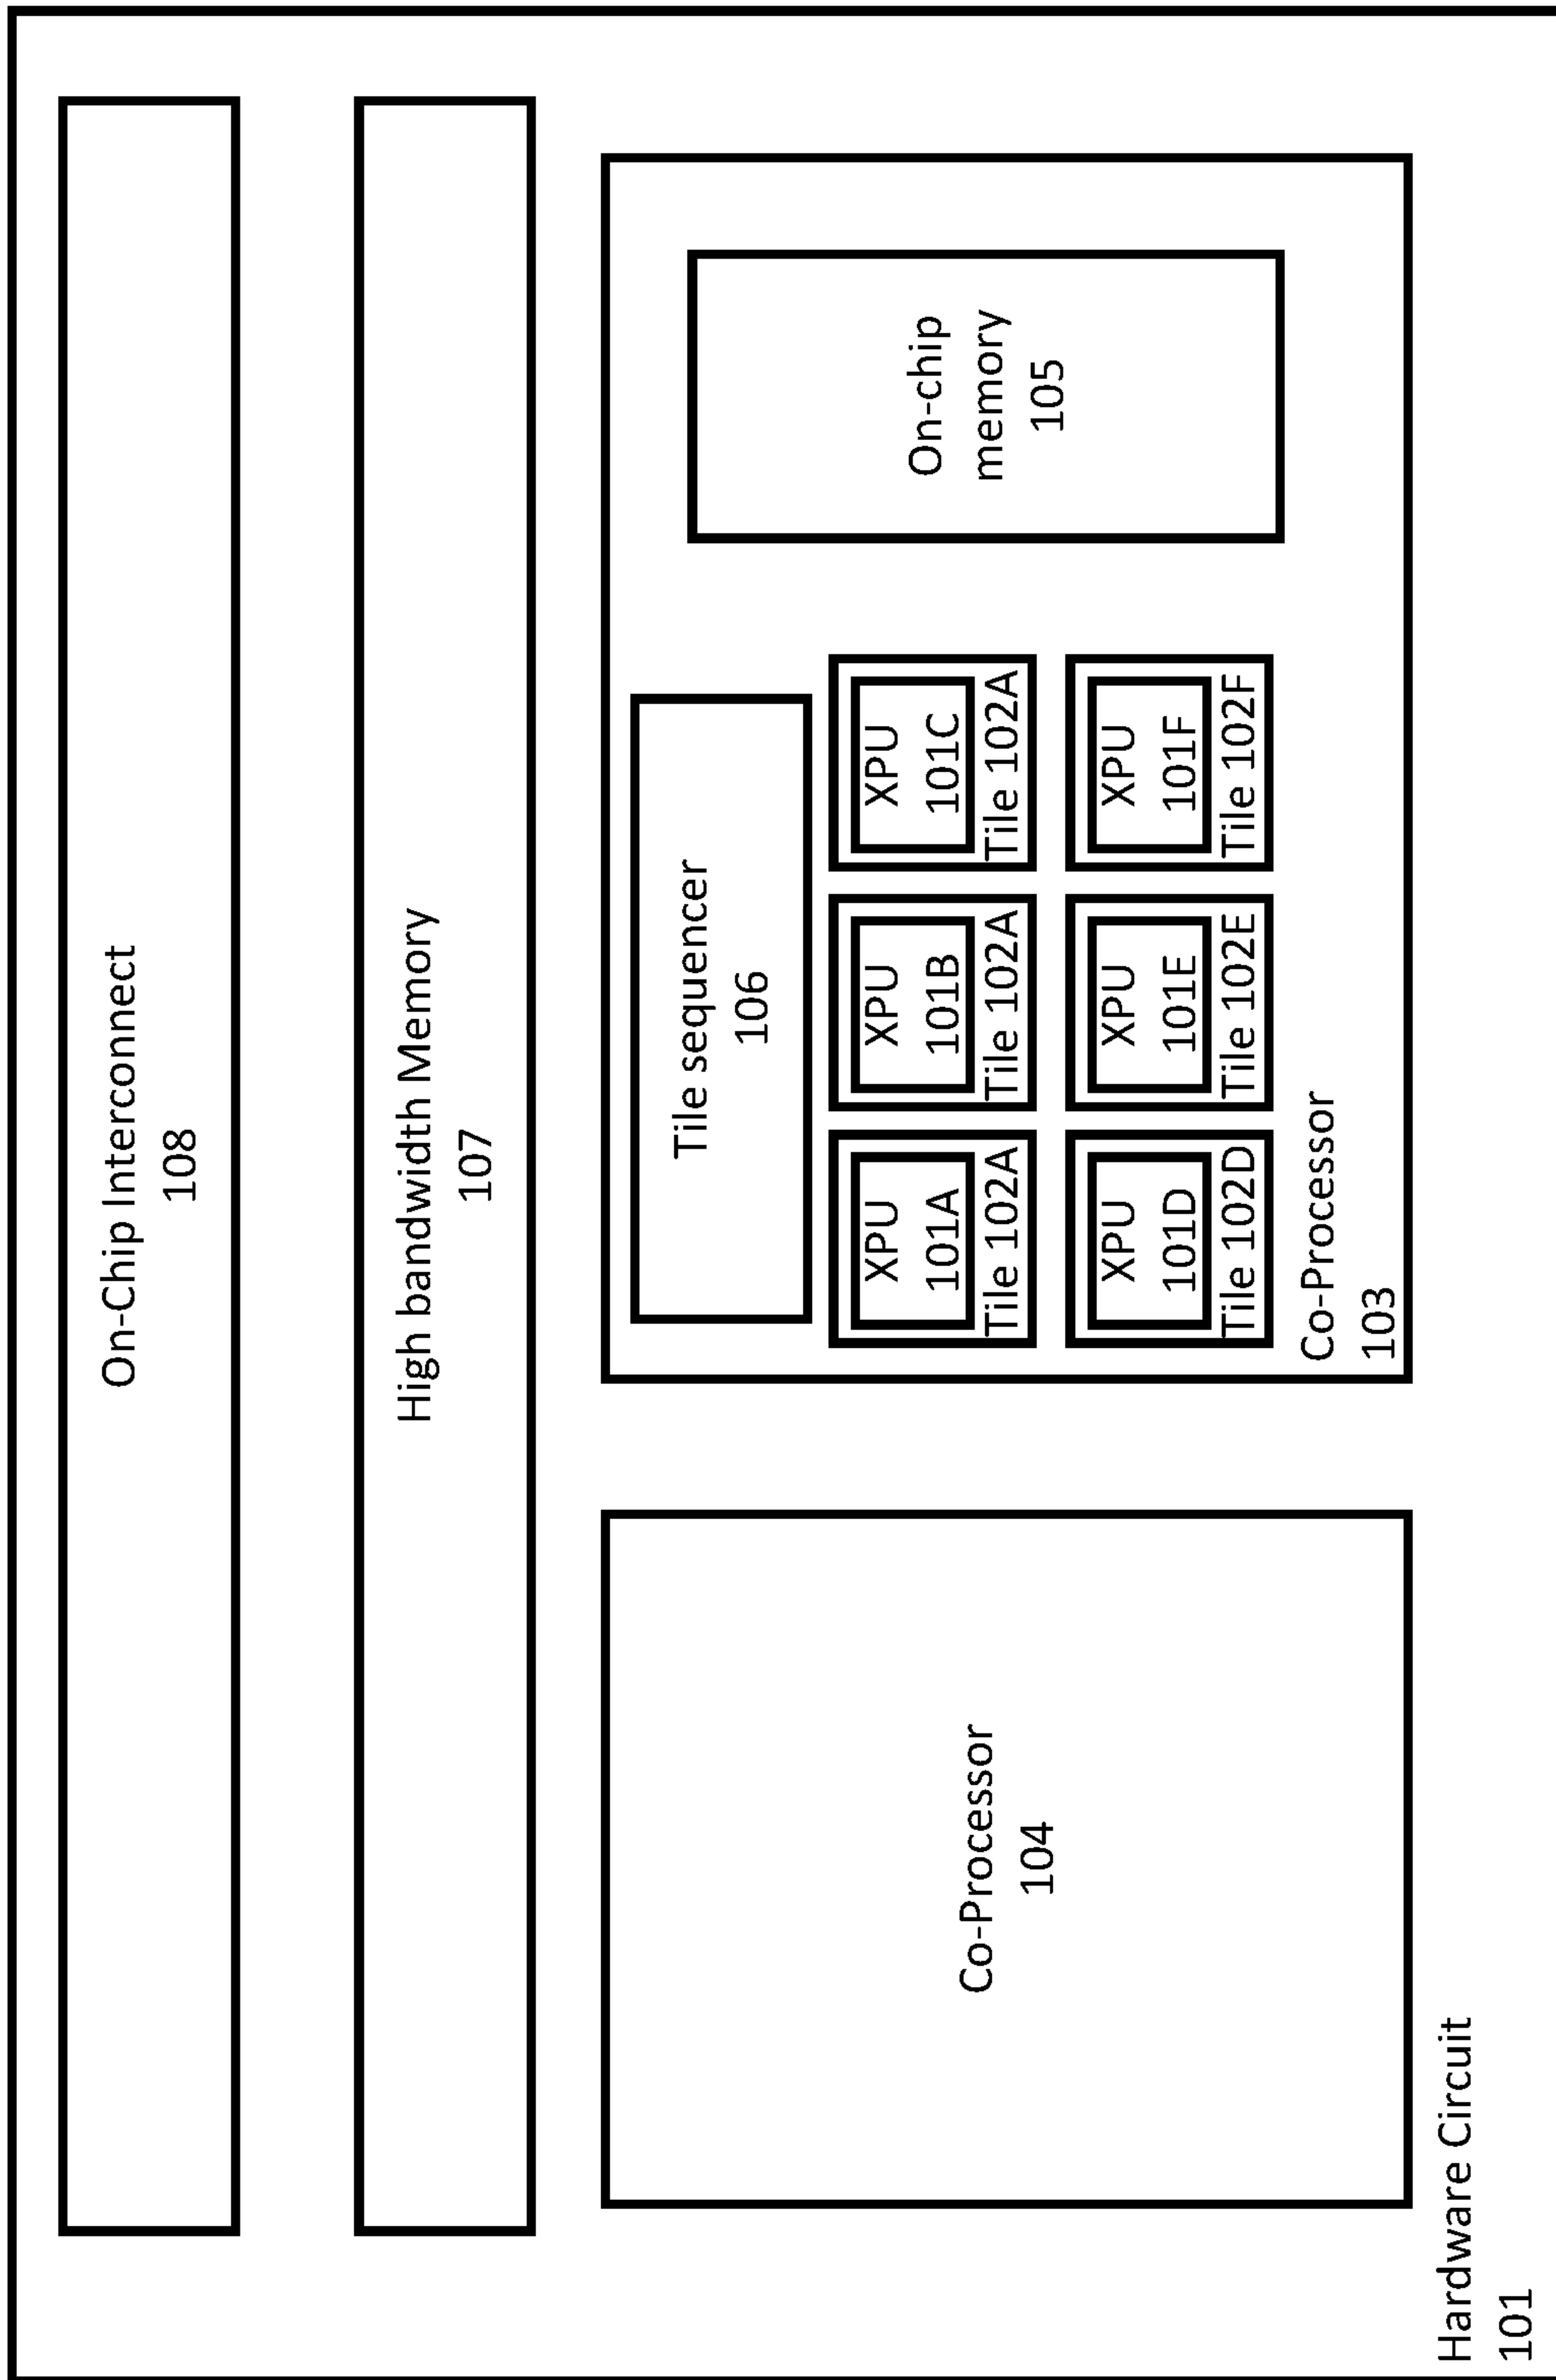 On-Chip Interconnect
108
High bandwidth Memory
107
Co-Processor
104
Tile sequencer
106
XPU
101A
Tile 102A
XPU
101B
Tile 102A
XPU
101C
Tile 102A
XPU
101D
Tile 102D
XPU
101E
Tile 102E
XPU
101F
Tile 102F
On-chip
memory
105
Co-Processor
103
Hardware Circuit
101